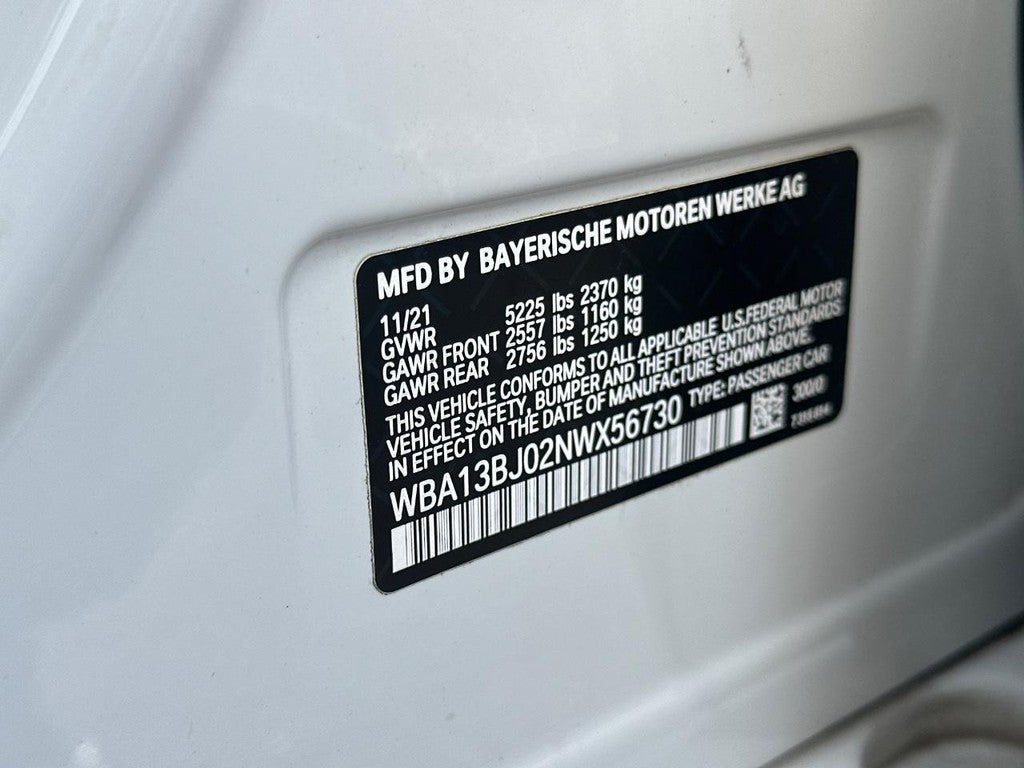 MFD BY BAYERISCHE MOTOREN WERKE AG
11/21
GVWR 5225 lbs 2370 kg
GAWR FRONT 2557 lbs 1160 kg
GAWR REAR 2756 lbs 1250 kg
THIS VEHICLE CONFORMS TO ALL APPLICABLE U.S.FEDERAL MOTOR
VEHICLE SAFETY, BUMPER AND THEFT PREVENTION STANDARDS
IN EFFECT ON THE DATE OF MANUFACTURE SHOWN ABOVE.
WBA13BJ02NWX56730 TYPE: PASSENGER CAR
300/0